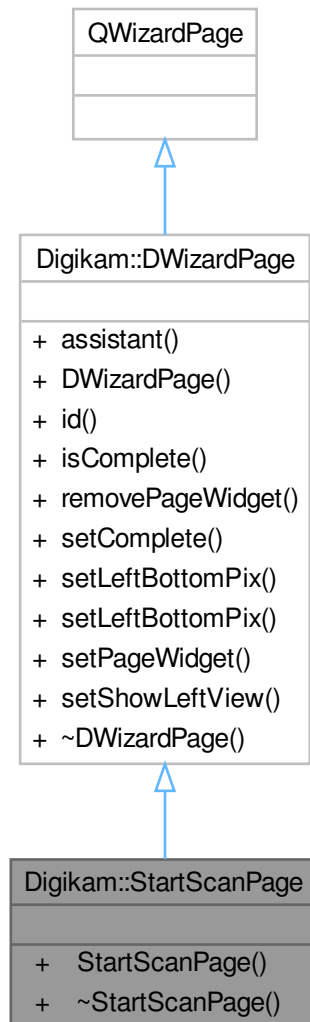 QWizardPage
Digikam::DWizardPage
+ assistant()
+ DWizardPage()
+ id()
+ isComplete()
+ removePageWidget()
+ setComplete()
+ setLeftBottomPix()
+ setLeftBottomPix()
+ setPageWidget()
+ setShowLeftView()
+ ~DWizardPage()
Digikam::StartScanPage
+ StartScanPage()
+ ~StartScanPage()